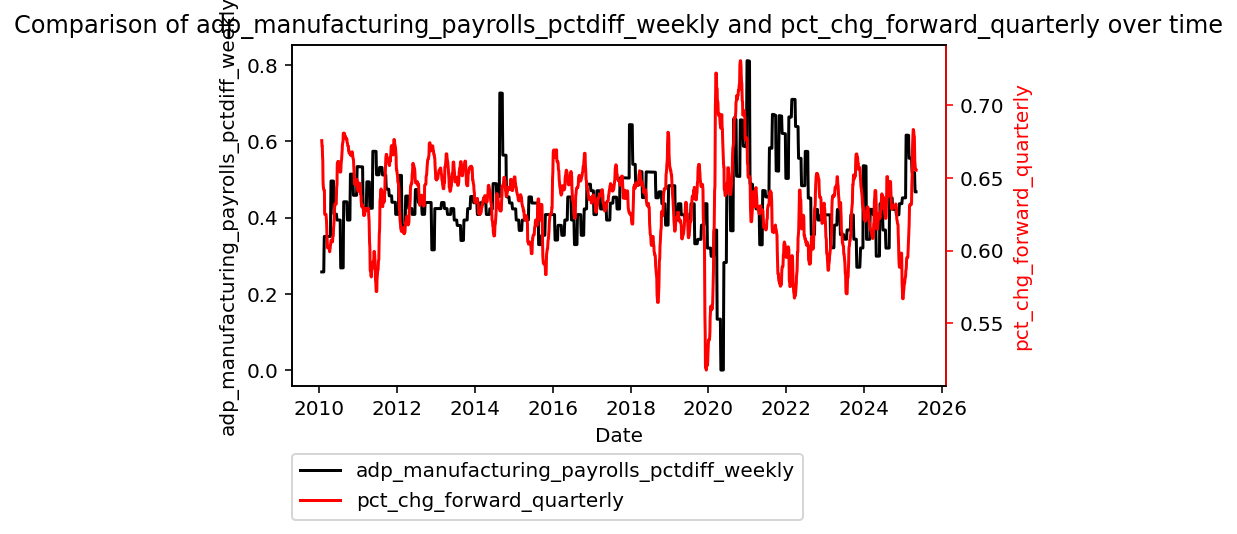 Comparison of adp_manufacturing_payrolls_pctdiff_weekly and pct_chg_forward_quarterly over time
adp_manufacturing_payrolls_pctdiff_weekly
0.8
0.6
0.4
0.2
0.0
0.70
0.65
0.60
0.55
pct_chg_forward_quarterly
2010 2012 2014 2016 2018 2020 2022 2024 2026
Date
adp_manufacturing_payrolls_pctdiff_weekly
pct_chg_forward_quarterly